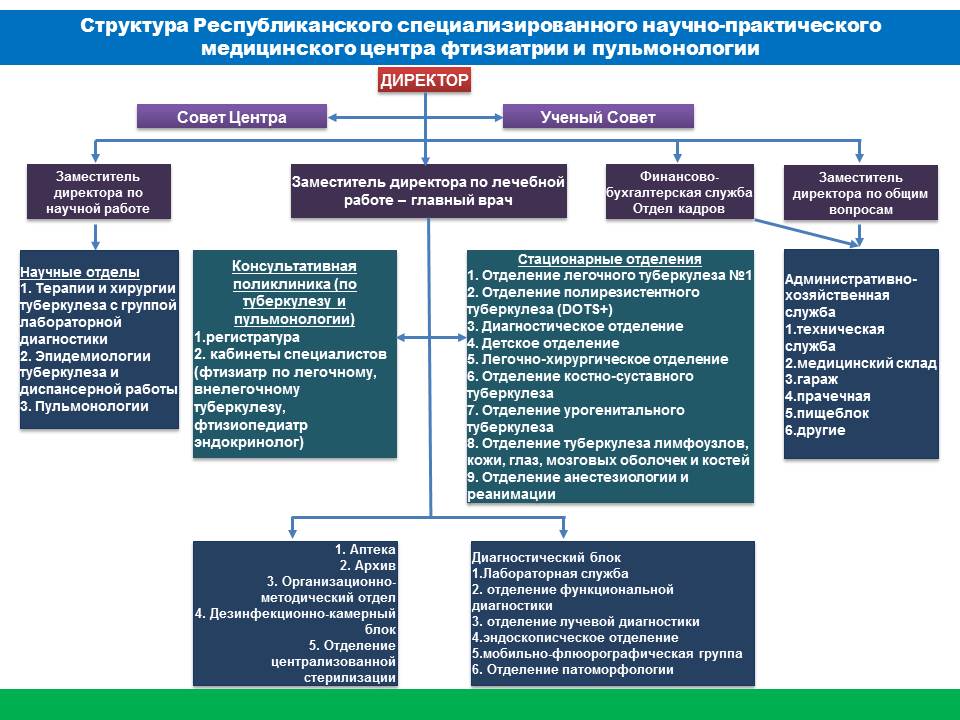 Структура Республиканского специализированного научно-практического
медицинского центра фтизиатрии и пульмонологии
ДИРЕКТОР
Совет Центра
Ученый Совет
Заместитель
директора по
научной работе
Заместитель директора по лечебной
работе – главный врач
Финансово-
бухгалтерская служба
Отдел кадров
Заместитель
директора по общим
вопросам
Научные отделы
1. Терапии и хирургии
туберкулеза с группой
лабораторной
диагностики
2. Эпидемиологии
туберкулеза и
диспансерной работы
3. Пульмонологии
Консультативная
поликлиника (по
туберкулезу и
пульмонологии)
1.регистратура
2. кабинеты специалистов
(фтизиатр по легочному,
внелегочному
туберкулезу,
фтизиопедиатр
эндокринолог)
Стационарные отделения
1. Отделение легочного туберкулеза №1
2. Отделение полирезистентного
туберкулеза (DOTS+)
3. Диагностическое отделение
4. Детское отделение
5. Легочно-хирургическое отделение
6. Отделение костно-суставного
туберкулеза
7. Отделение урогенитального
туберкулеза
8. Отделение туберкулеза лимфоузлов,
кожи, глаз, мозговых оболочек и костей
9. Отделение анестезиологии и
реанимации
Административно-
хозяйственная
служба
1.техническая
служба
2.медицинский склад
3.гараж
4.прачечная
5.пищеблок
6.другие
1. Аптека
2. Архив
3. Организационно-
методический отдел
4. Дезинфекционно-камерный
блок
5. Отделение
централизованной
стерилизации
Диагностический блок
1.Лабораторная служба
2. отделение функциональной
диагностики
3. отделение лучевой диагностики
4.эндоскописческое отделение
5.мобильно-флюорографическая группа
6. Отделение патоморфологии